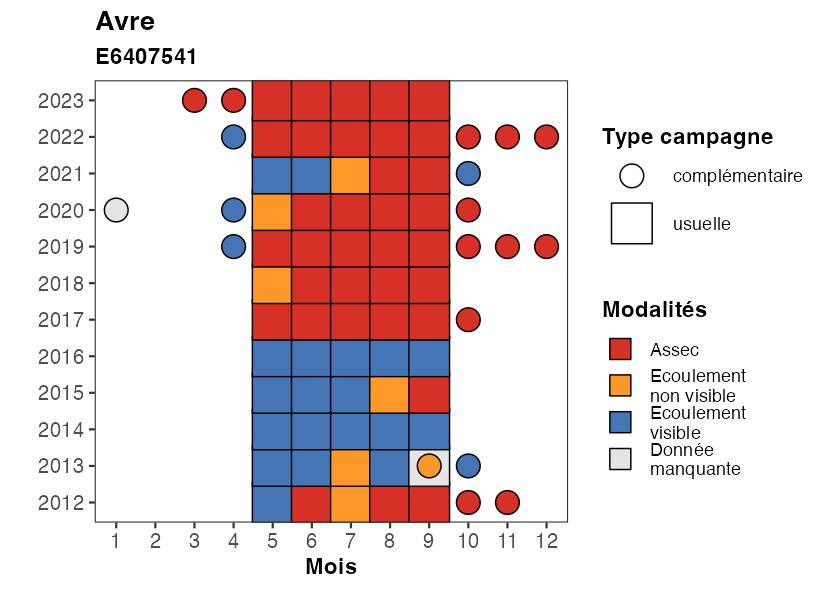 Avre
E6407541
2023
2022
2021
2020
2019
2018
2017
2016
2015
2014
2013
2012
1 2 3 4 5 6 7 8 9 10 11 12
Mois
Type campagne
complémentaire
usuelle
Modalités
Assec
Ecoulement
non visible
Ecoulement
visible
Donnée
manquante